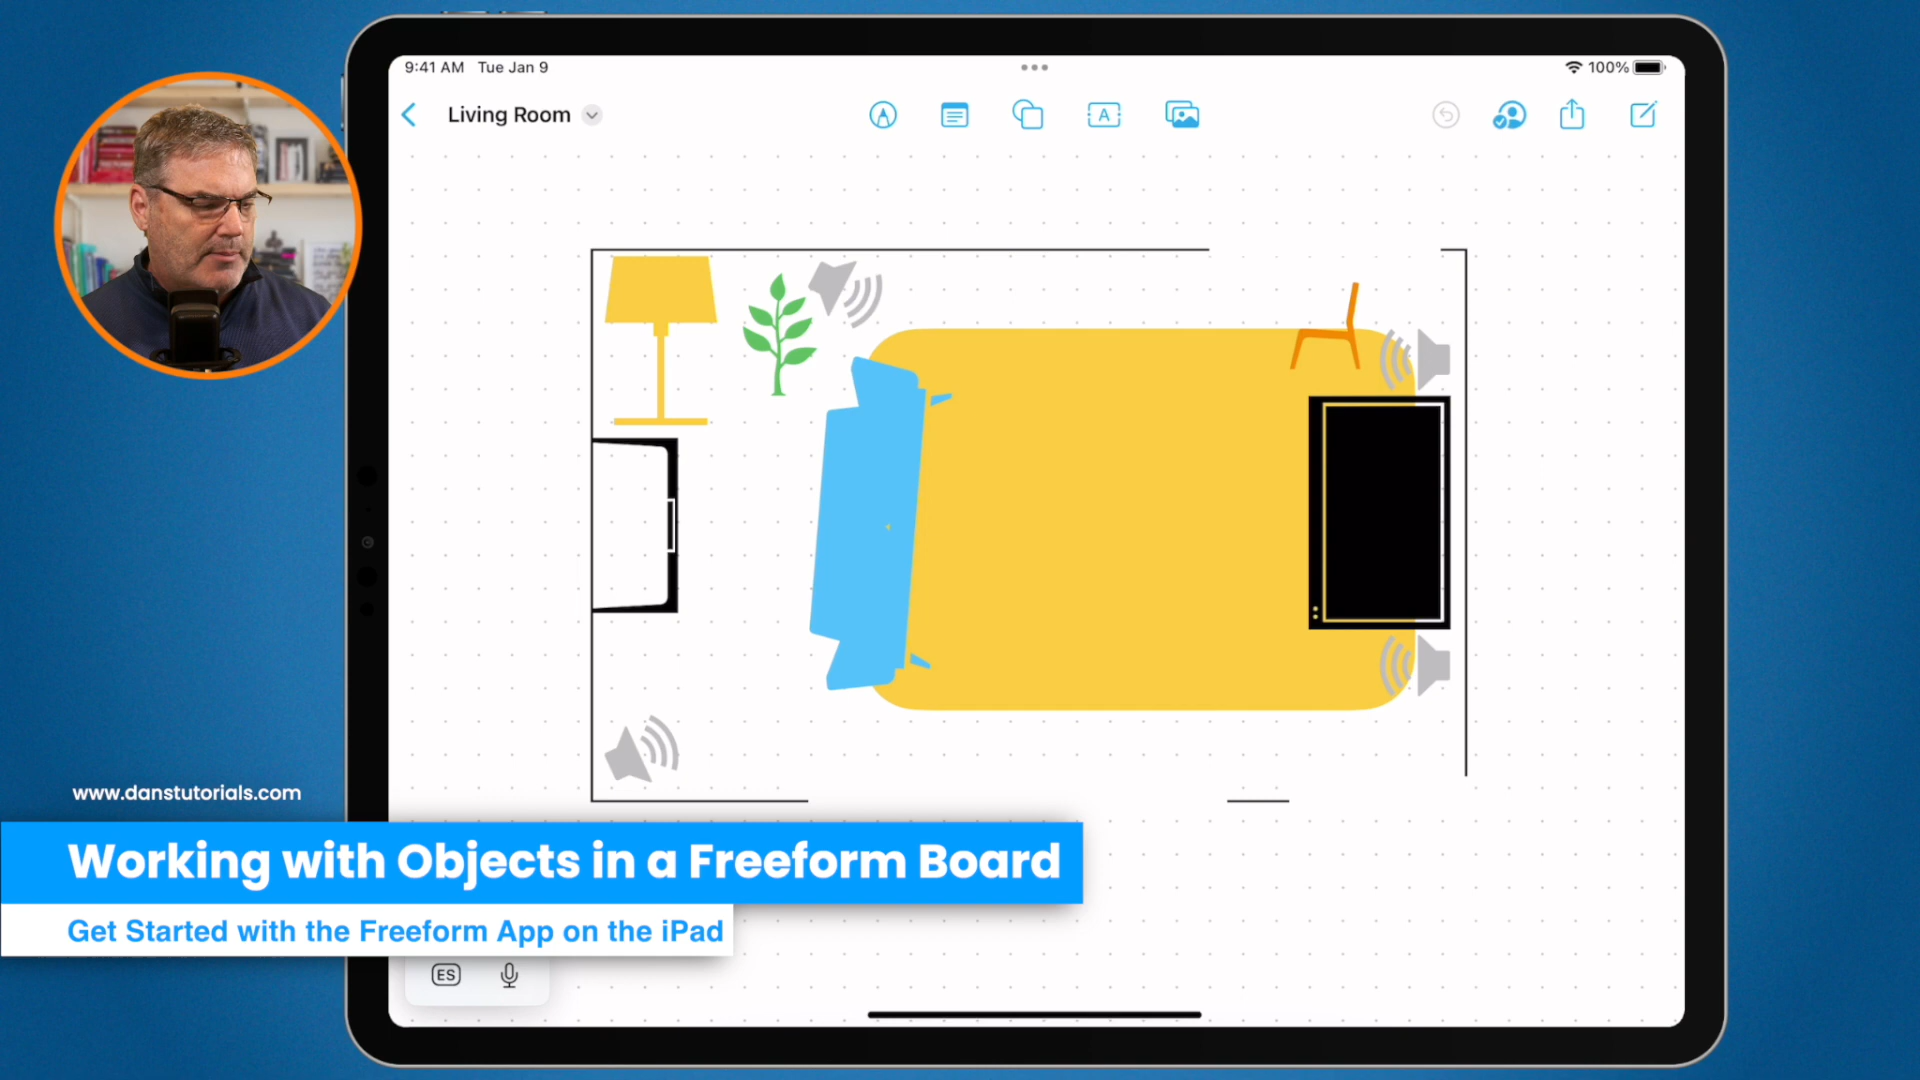 9:41 AM Tue Jan 9
100%
Living Room
A
www.danstutorials.com
Working with Objects in a Freeform Board
Get Started with the Freeform App on the iPad
ES